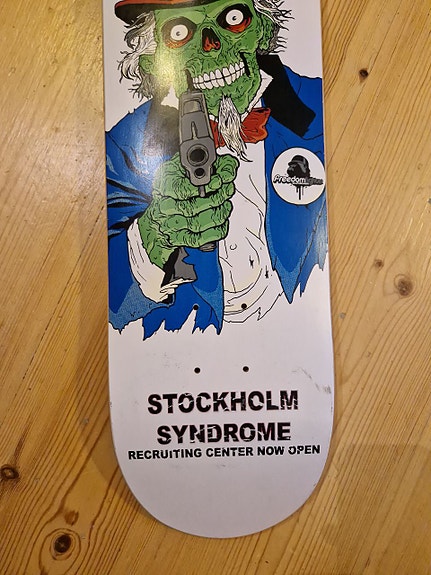 Freedom
STOCKHOLM
SYNDROME
RECRUITING CENTER NOW OPEN